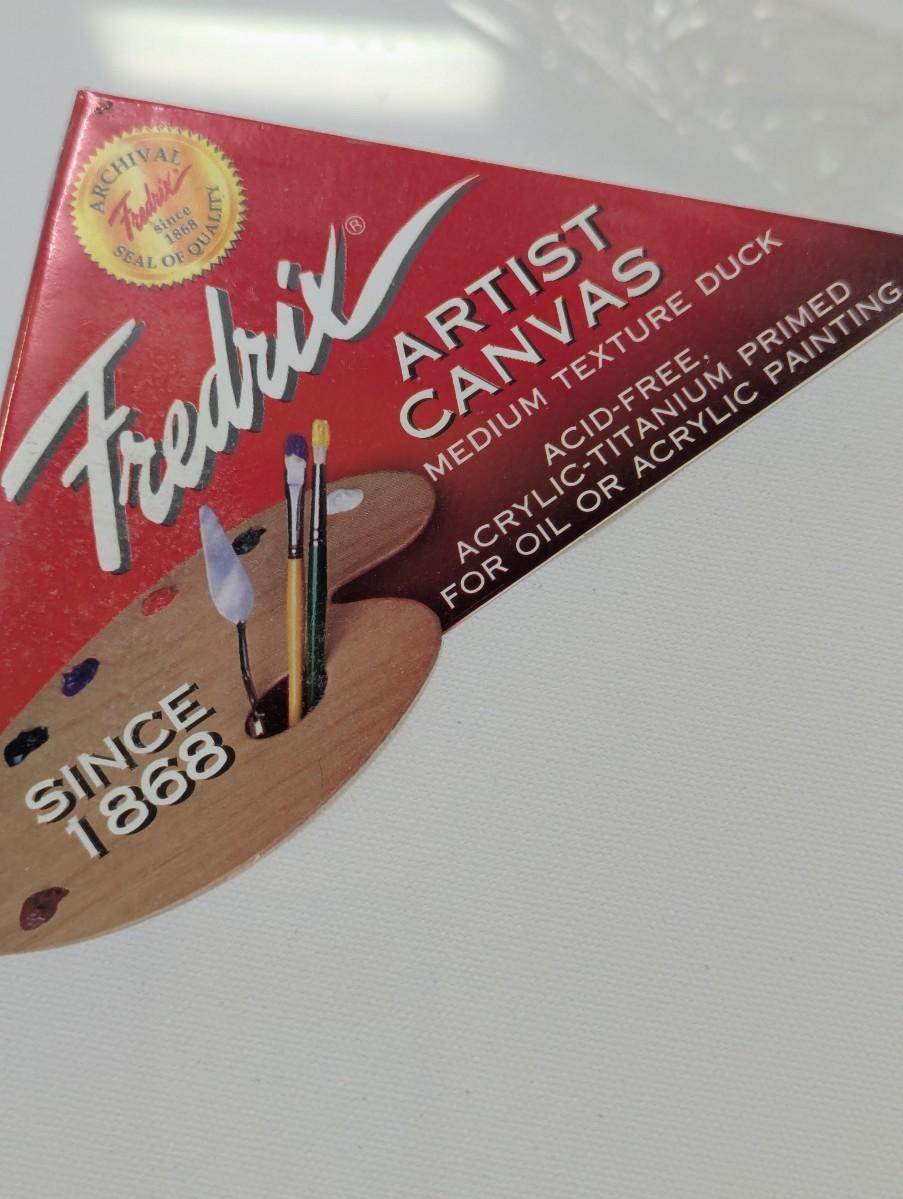 ARCHIVAL
Fredrix
since
1868
SEAL OF QUALITY
Fredrix®
ARTIST
CANVAS
MEDIUM TEXTURE DUCK
ACID-FREE,
ACRYLIC-TITANIUM PRIMED
FOR OIL OR ACRYLIC PAINTING
SINCE
1868